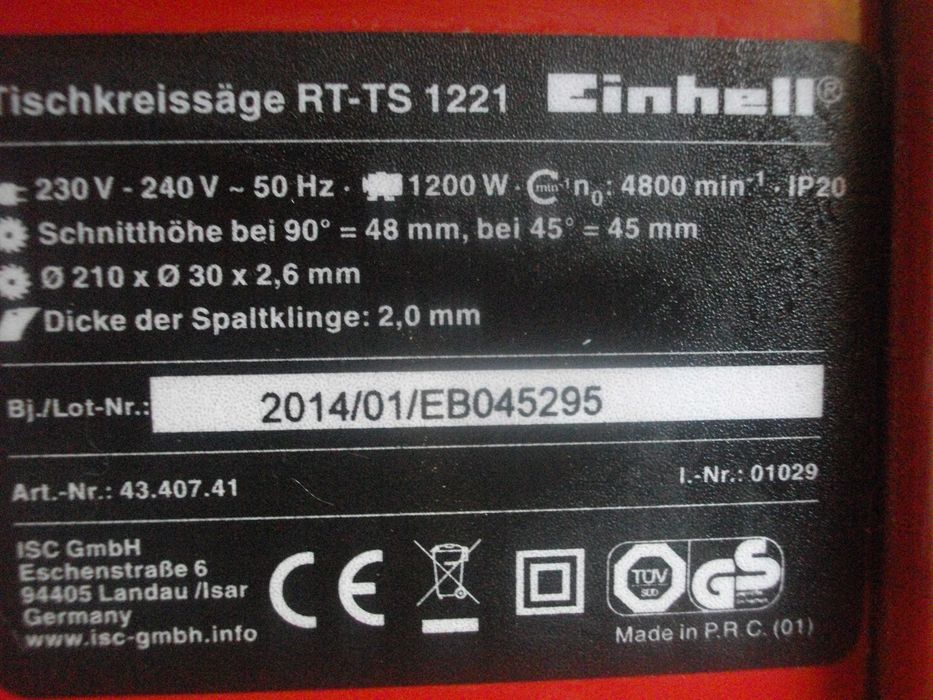 Tischkreissäge RT-TS 1221 Einhell®
230 V - 240 V ~ 50 Hz · 1200 W · min-1 n0: 4800 min-1 · IP20
Schnitthöhe bei 90° = 48 mm, bei 45° = 45 mm
Ø 210 x Ø 30 x 2,6 mm
Dicke der Spaltklinge: 2,0 mm
Bj./Lot-Nr.: 2014/01/EB045295
Art.-Nr.: 43.407.41 I.-Nr.: 01029
ISC GmbH
Eschenstraße 6
94405 Landau /Isar
Germany
www.isc-gmbh.info
CE
TÜV
SÜD
GS
Made in P.R.C. (01)